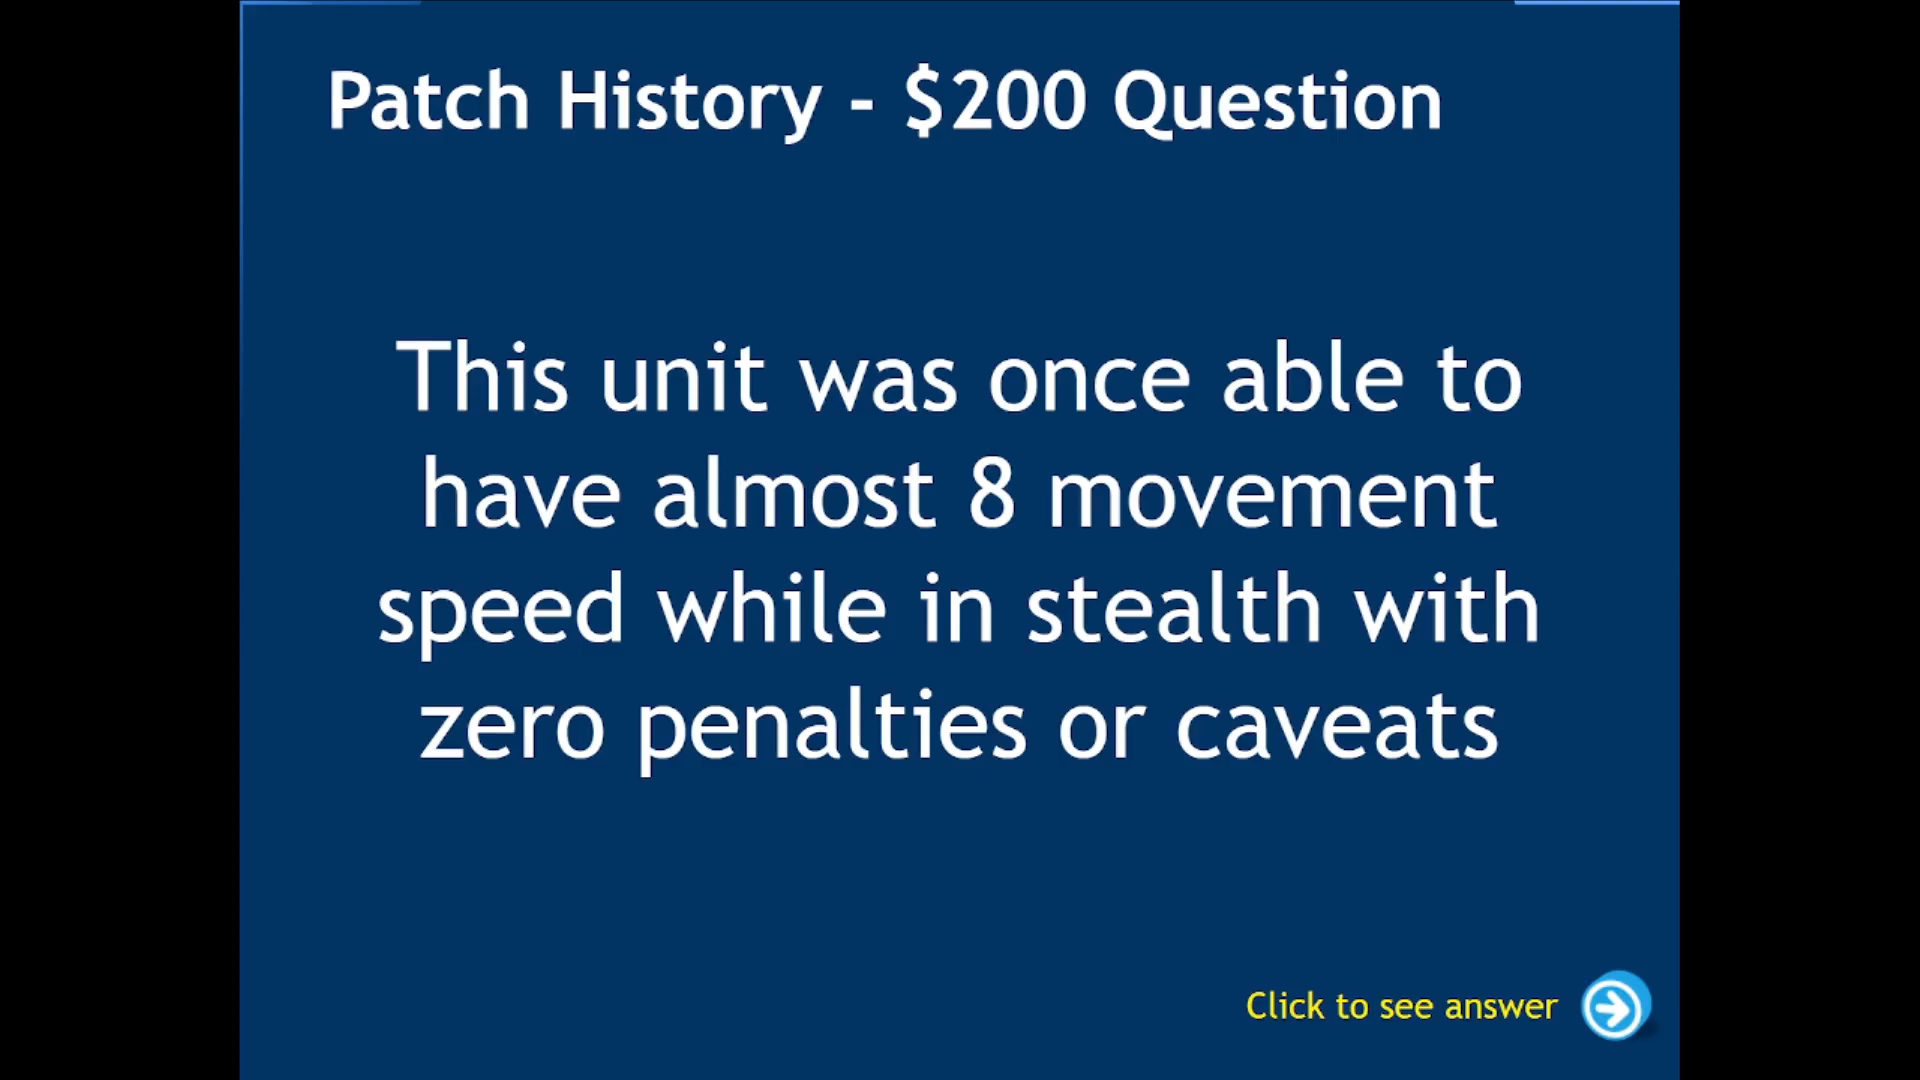 Patch History - $200 Question
This unit was once able to
have almost 8 movement
speed while in stealth with
zero penalties or caveats
Click to see answer